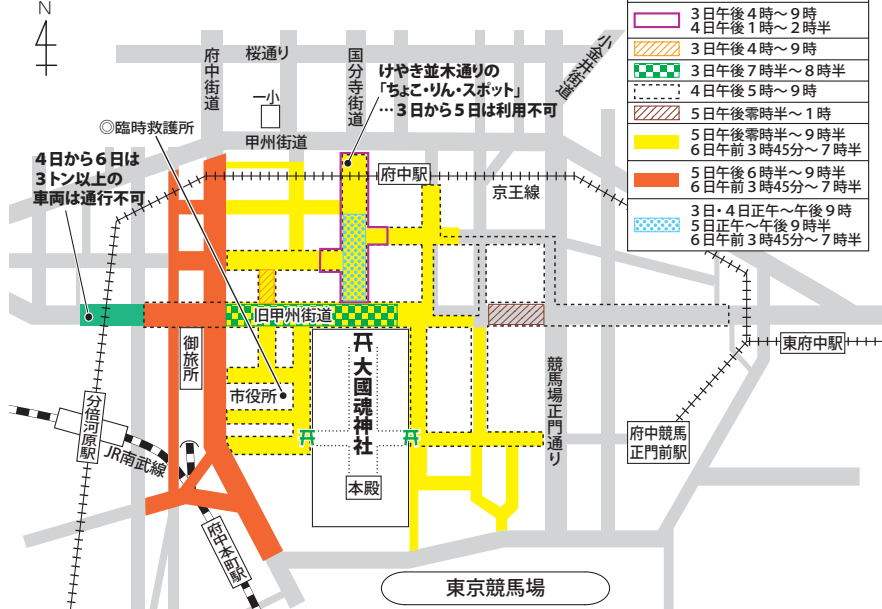 N
3日午後4時〜9時
4日午後1時〜2時半
3日午後4時〜9時
3日午後7時半〜8時半
4日午後5時〜9時
5日午後零時半〜1時
5日午後零時半〜9時半
6日午前3時45分〜7時半
5日午後6時半〜9時半
6日午前3時45分〜7時半
3日・4日正午〜午後9時
5日正午〜午後9時半
6日午前3時45分〜7時半
桜通り
府中街道
国分寺街道
小金井街道
けやき並木通りの
「ちょこ・りん・スポット」
…3日から5日は利用不可
一小
◎臨時救護所
甲州街道
4日から6日は
3トン以上の
車両は通行不可
府中駅
京王線
旧甲州街道
御旅所
大國魂神社
東府中駅
市役所
競馬場正門通り
分倍河原駅
JR南武線
府中競馬
正門前駅
本殿
府中本町駅
東京競馬場